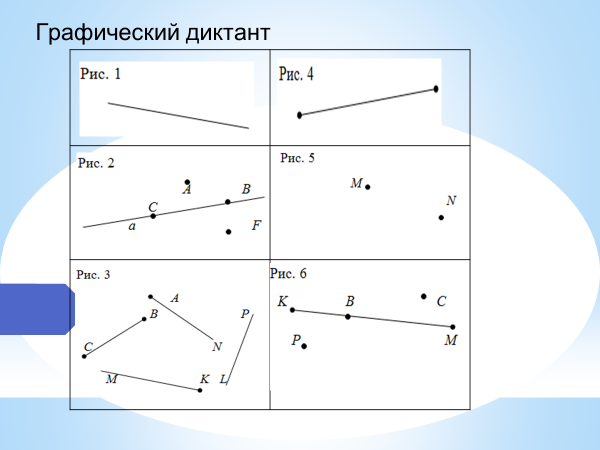 Графический диктант
Рис. 1
Рис. 4
Рис. 2
A
B
C
a
F
Рис. 5
M
N
Рис. 3
A
B
P
C
N
M
K
L
Рис. 6
K
B
C
P
M